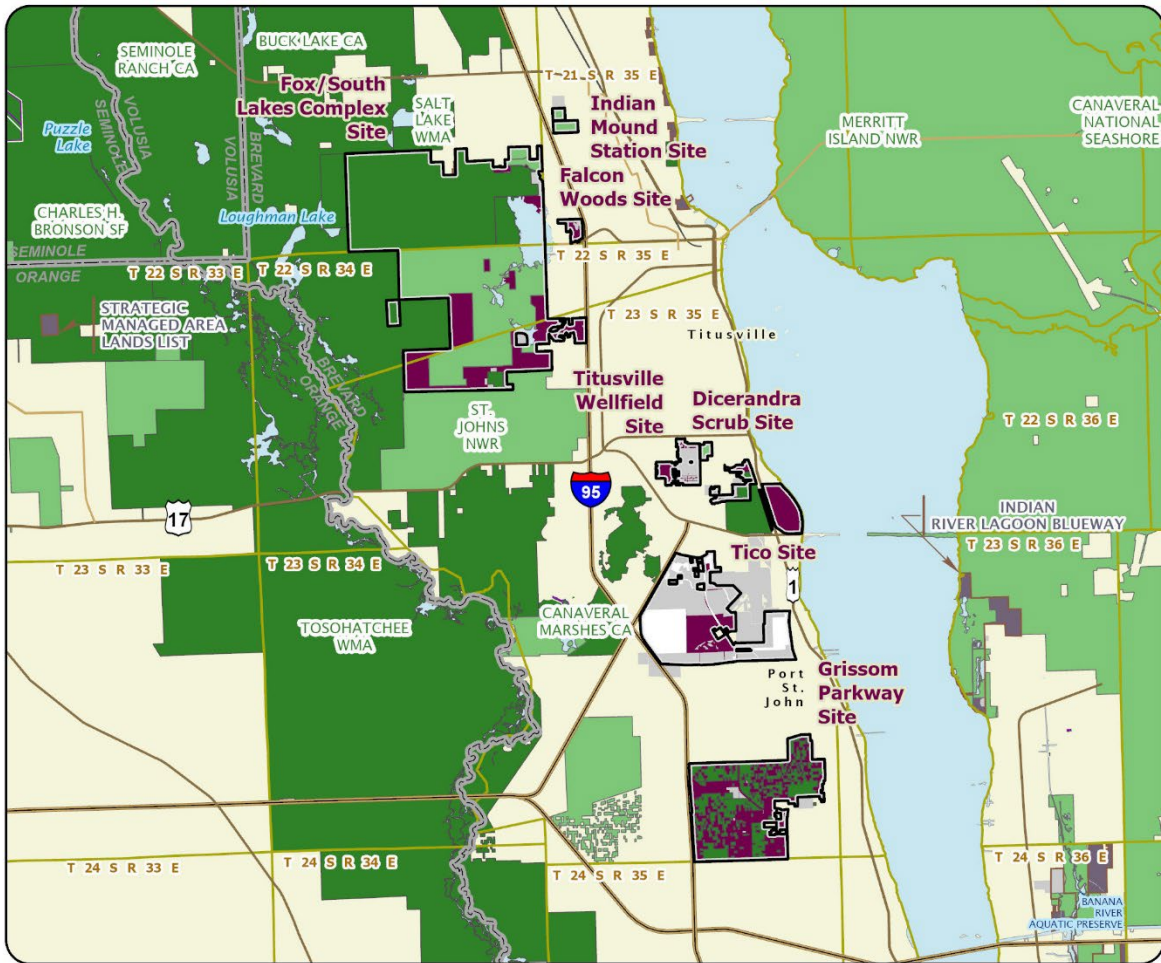 BUCK LAKE CA
SEMINOLE
RANCH CA
T 21 S R 35 E
Fox/South
Lakes Complex
Site
SALT
LAKE
WMA
Indian
Mound
Station Site
CANAVERAL
NATIONAL
SEASHORE
MERRITT
ISLAND NWR
Puzzle
Lake
VOLUSIA
SEMINOLE
BREVARD
VOLUSIA
Falcon
Woods Site
CHARLES H.
BRONSON SF
Loughman Lake
SEMINOLE
ORANGE
T 22 S R 33 E
T 22 S R 34 E
T 22 S R 35 E
STRATEGIC
MANAGED AREA
LANDS LIST
T 23 S R 35 E
Titusville
BREVARD
ORANGE
Titusville
Wellfield
Site
Dicerandra
Scrub Site
ST.
JOHNS
NWR
T 22 S R 36 E
95
17
INDIAN
RIVER LAGOON BLUEWAY
T 23 S R 36 E
T 23 S R 33 E
T 23 S R 34 E
Tico Site
1
TOSOHATCHEE
WMA
CANAVERAL
MARSHES CA
Port
St.
John
Grissom
Parkway
Site
T 24 S R 33 E
T 24 S R 34 E
T 24 S R 35 E
T 24 S R 36 E
BANANA
RIVER
AQUATIC PRESERVE